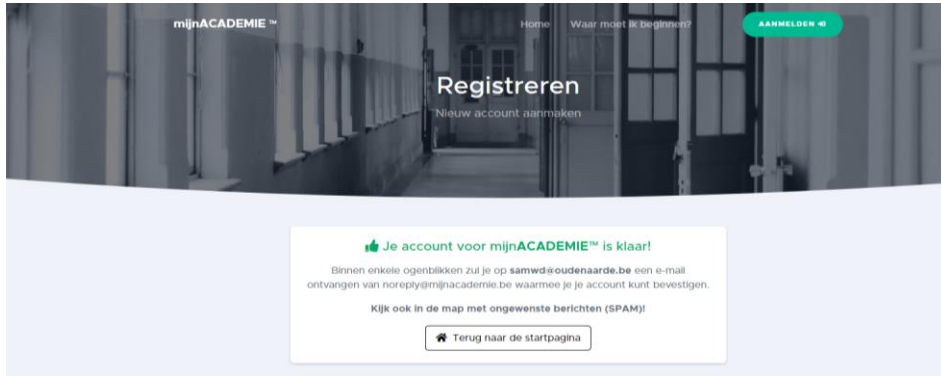 mijnACADEMIE ™ Home Waar moet ik beginnen? AANMELDEN
Registreren
Nieuw account aanmaken
Je account voor mijnACADEMIE™ is klaar!
Binnen enkele ogenblikken zul je op samwd@oudenaarde.be een e-mail
ontvangen van noreply@mijnacademie.be waarmee je je account kunt bevestigen.
Kijk ook in de map met ongewenste berichten (SPAM)!
Terug naar de startpagina